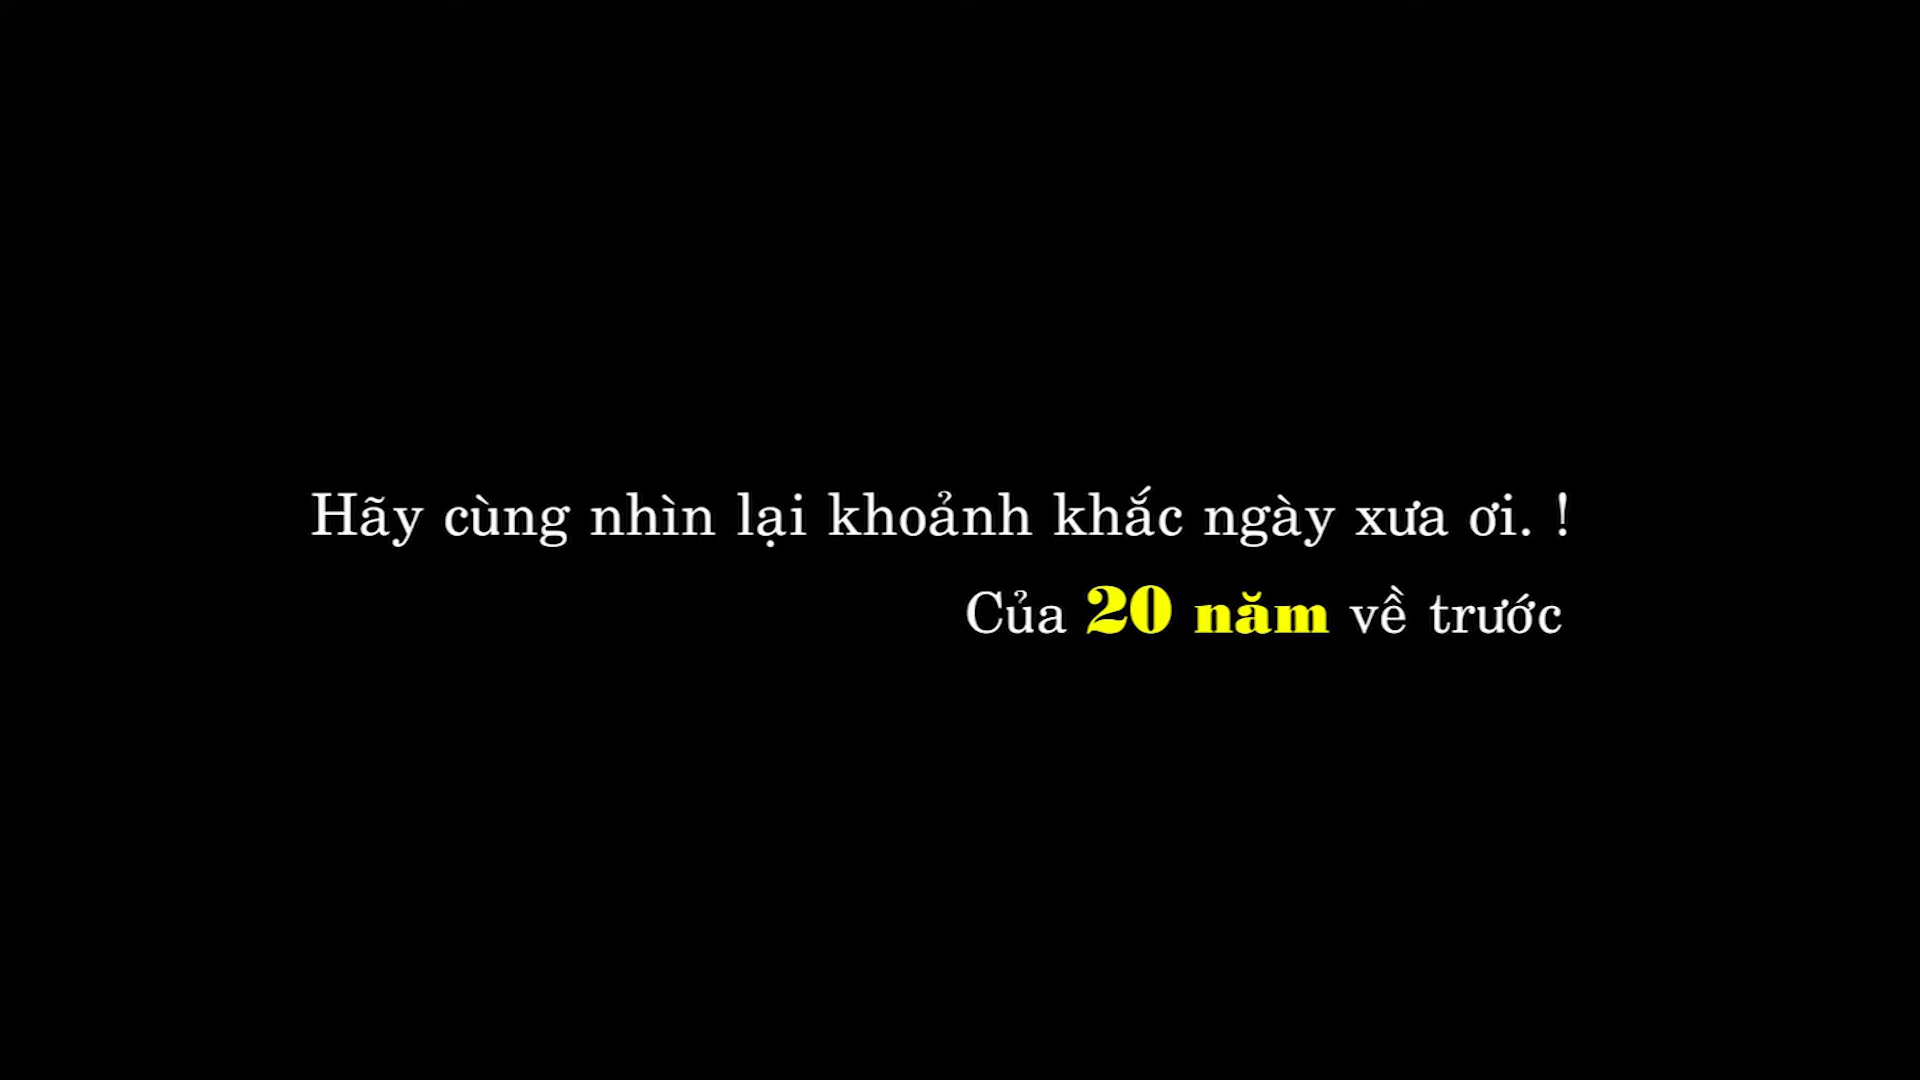 Hãy cùng nhìn lại khoảnh khắc ngày xưa ơi. !
Của 20 năm về trước